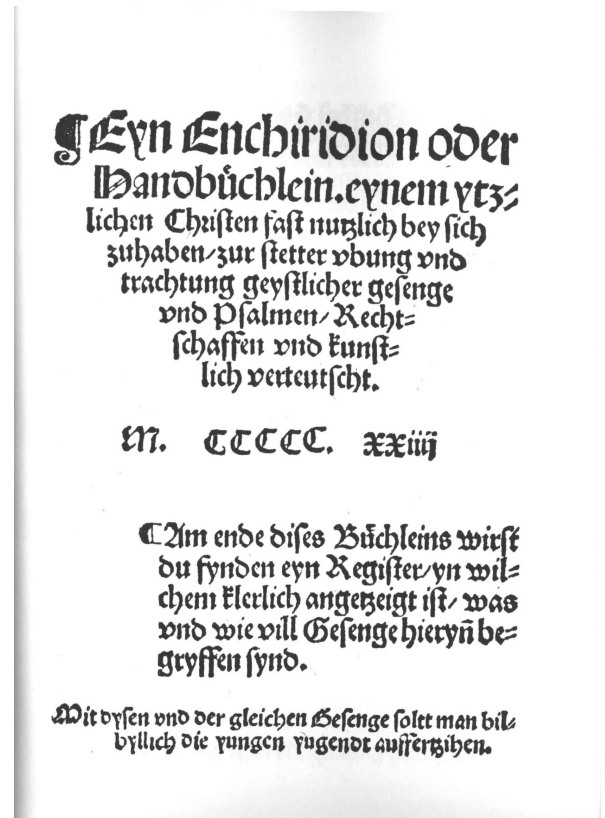 ¶ Eyn Enchiridion oder
Handbüchlein. eynem ytz⸗
lichen Christen fast nutzlich bey sich
zuhaben/ zur stetter vbung vnd
trachtung geystlicher gesenge
vnd Psalmen/ Recht⸗
schaffen vnd kunst⸗
lich verteutscht.
M. CCCCC. xxiiij
¶ Am ende dises Büchleins wirst
du fynden eyn Register/ yn wil⸗
chem klerlich angetzeigt ist/ was
vnd wie vill Gesenge hieryn̄ be⸗
gryffen synd.
Mit dysen vnd der gleichen Gesenge soltt man bil⸗
byllich die yungen yugendt auffertzihen.